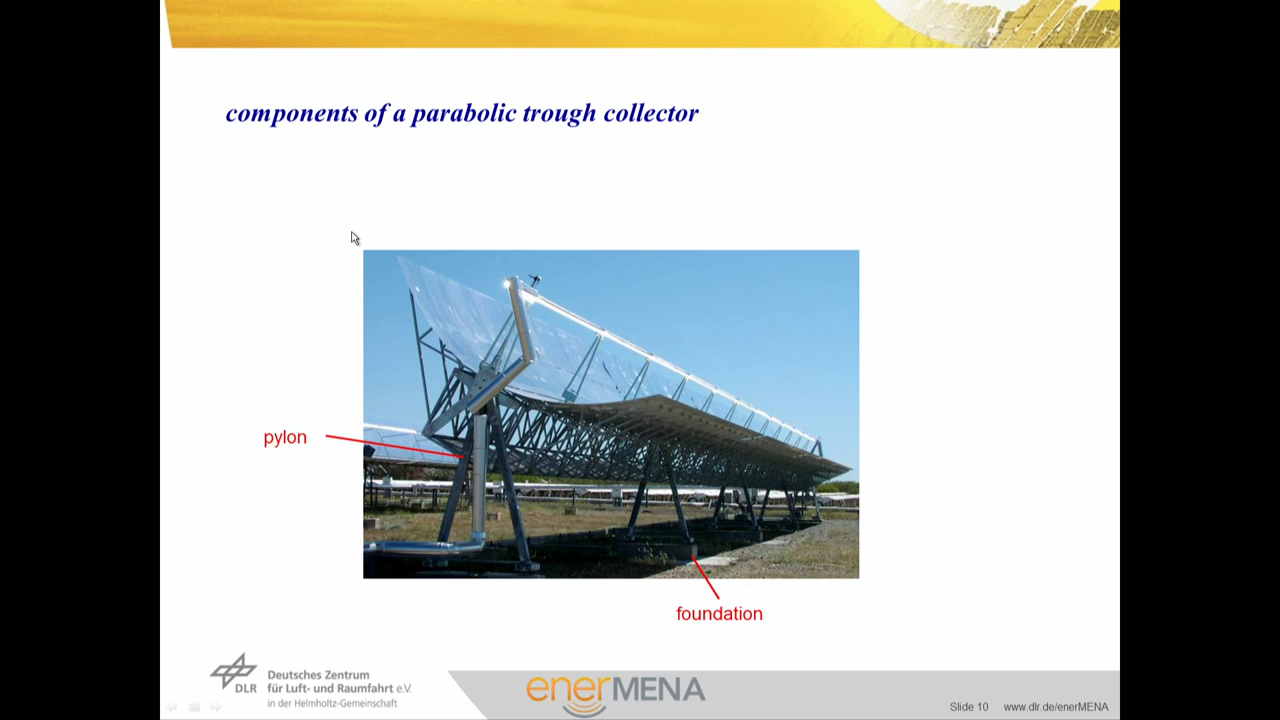 components of a parabolic trough collector
pylon
foundation
DLR
Deutsches Zentrum
für Luft- und Raumfahrt e.V.
in der Helmholtz-Gemeinschaft
enerMENA
Slide 10 www.dlr.de/enerMENA